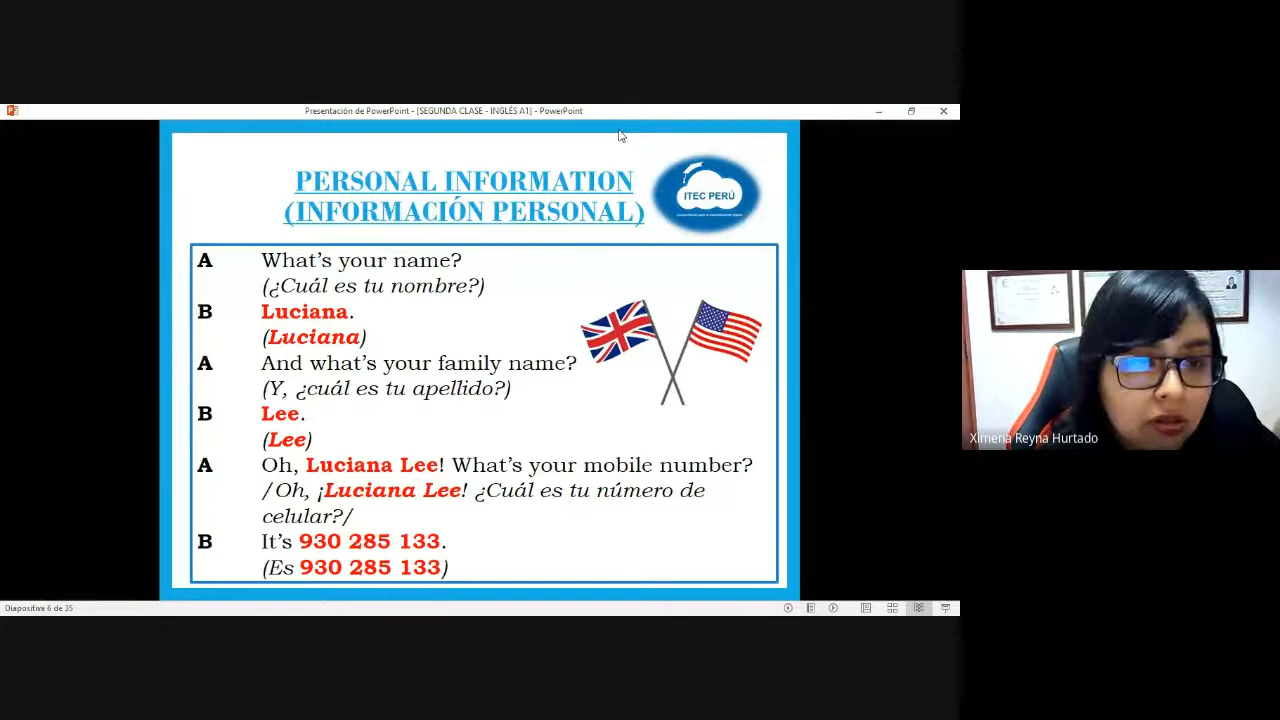 Presentación de PowerPoint - [SEGUNDA CLASE - INGLÉS A1] - PowerPoint
PERSONAL INFORMATION
(INFORMACIÓN PERSONAL)
ITEC PERÚ
A What's your name?
(¿Cuál es tu nombre?)
B Luciana.
(Luciana)
A And what's your family name?
(Y, ¿cuál es tu apellido?)
B Lee.
(Lee)
A Oh, Luciana Lee! What's your mobile number?
/Oh, ¡Luciana Lee! ¿Cuál es tu número de
celular?/
B It's 930 285 133.
(Es 930 285 133)
Ximena Reyna Hurtado
Diapositiva 6 de 35